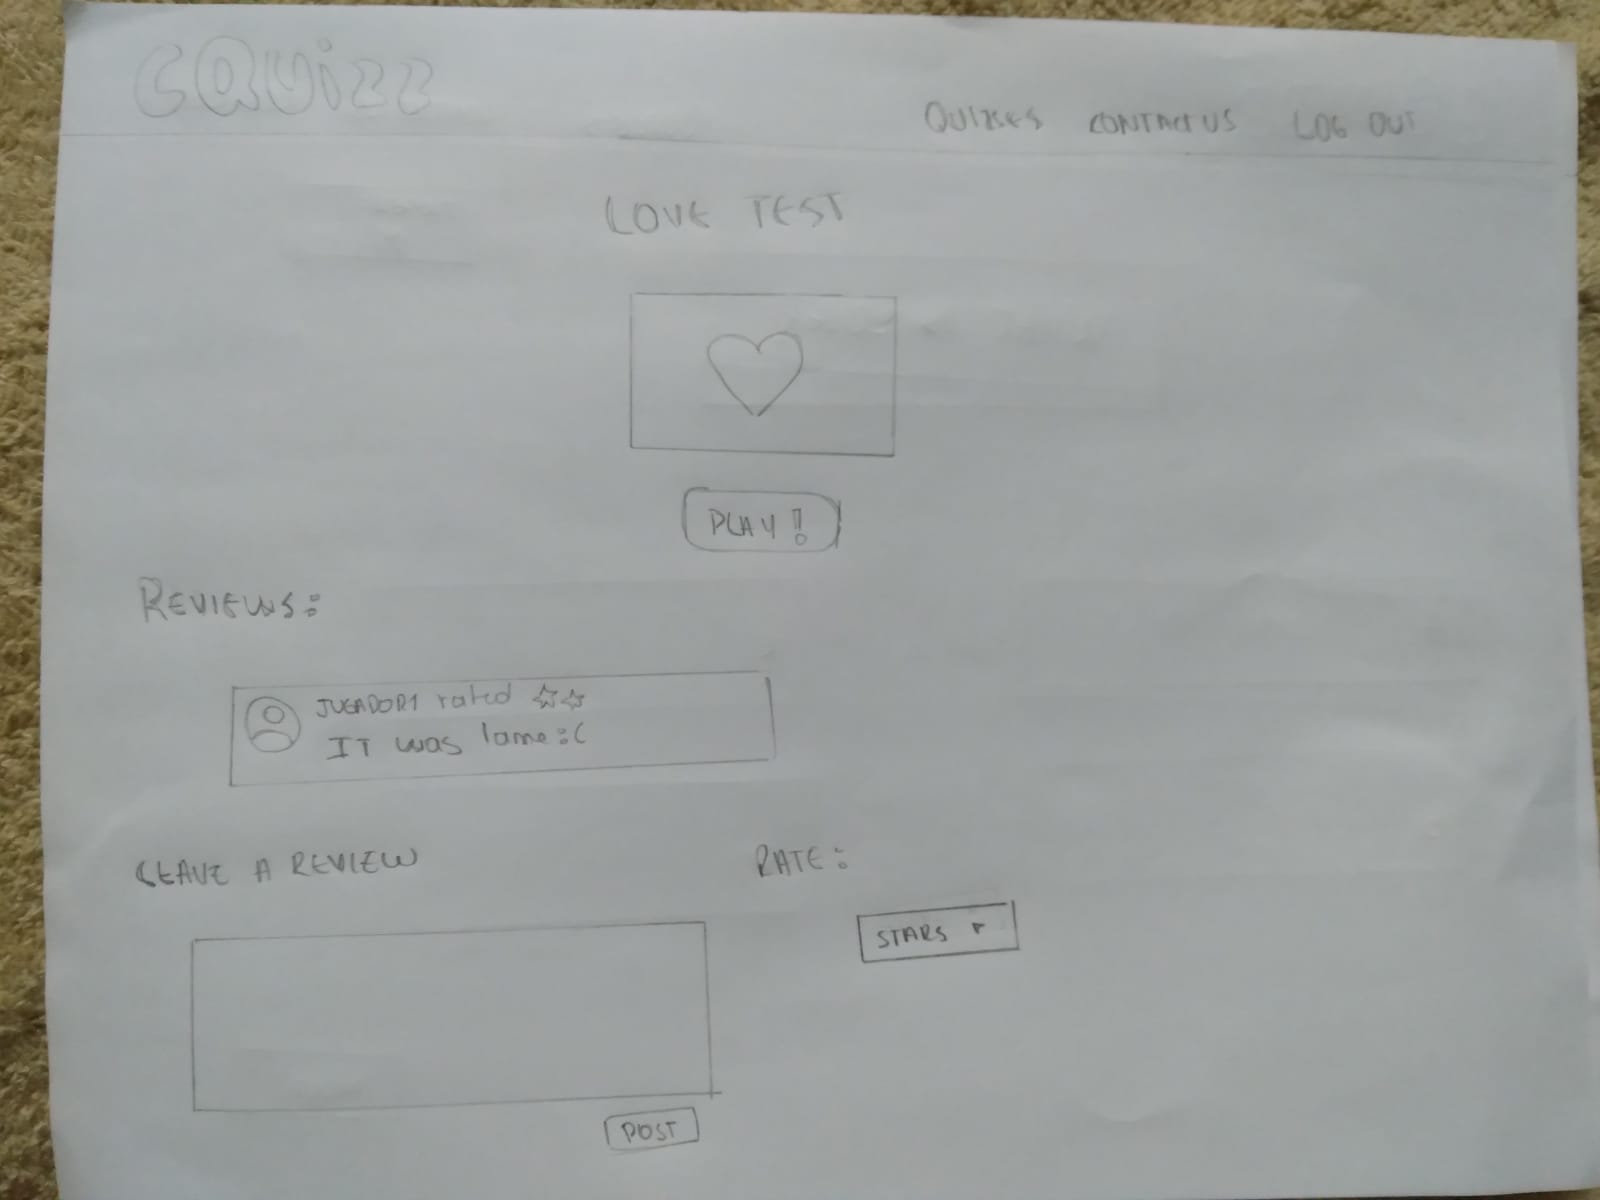 CQUizz
QUIZSES CONTACT US LOG OUT
LOVE TEST
PLAY!
REVIEWS:
JUGADOR1 rated ☆☆
IT was lame :(
LEAVE A REVIEW RATE:
STARS ▾
POST